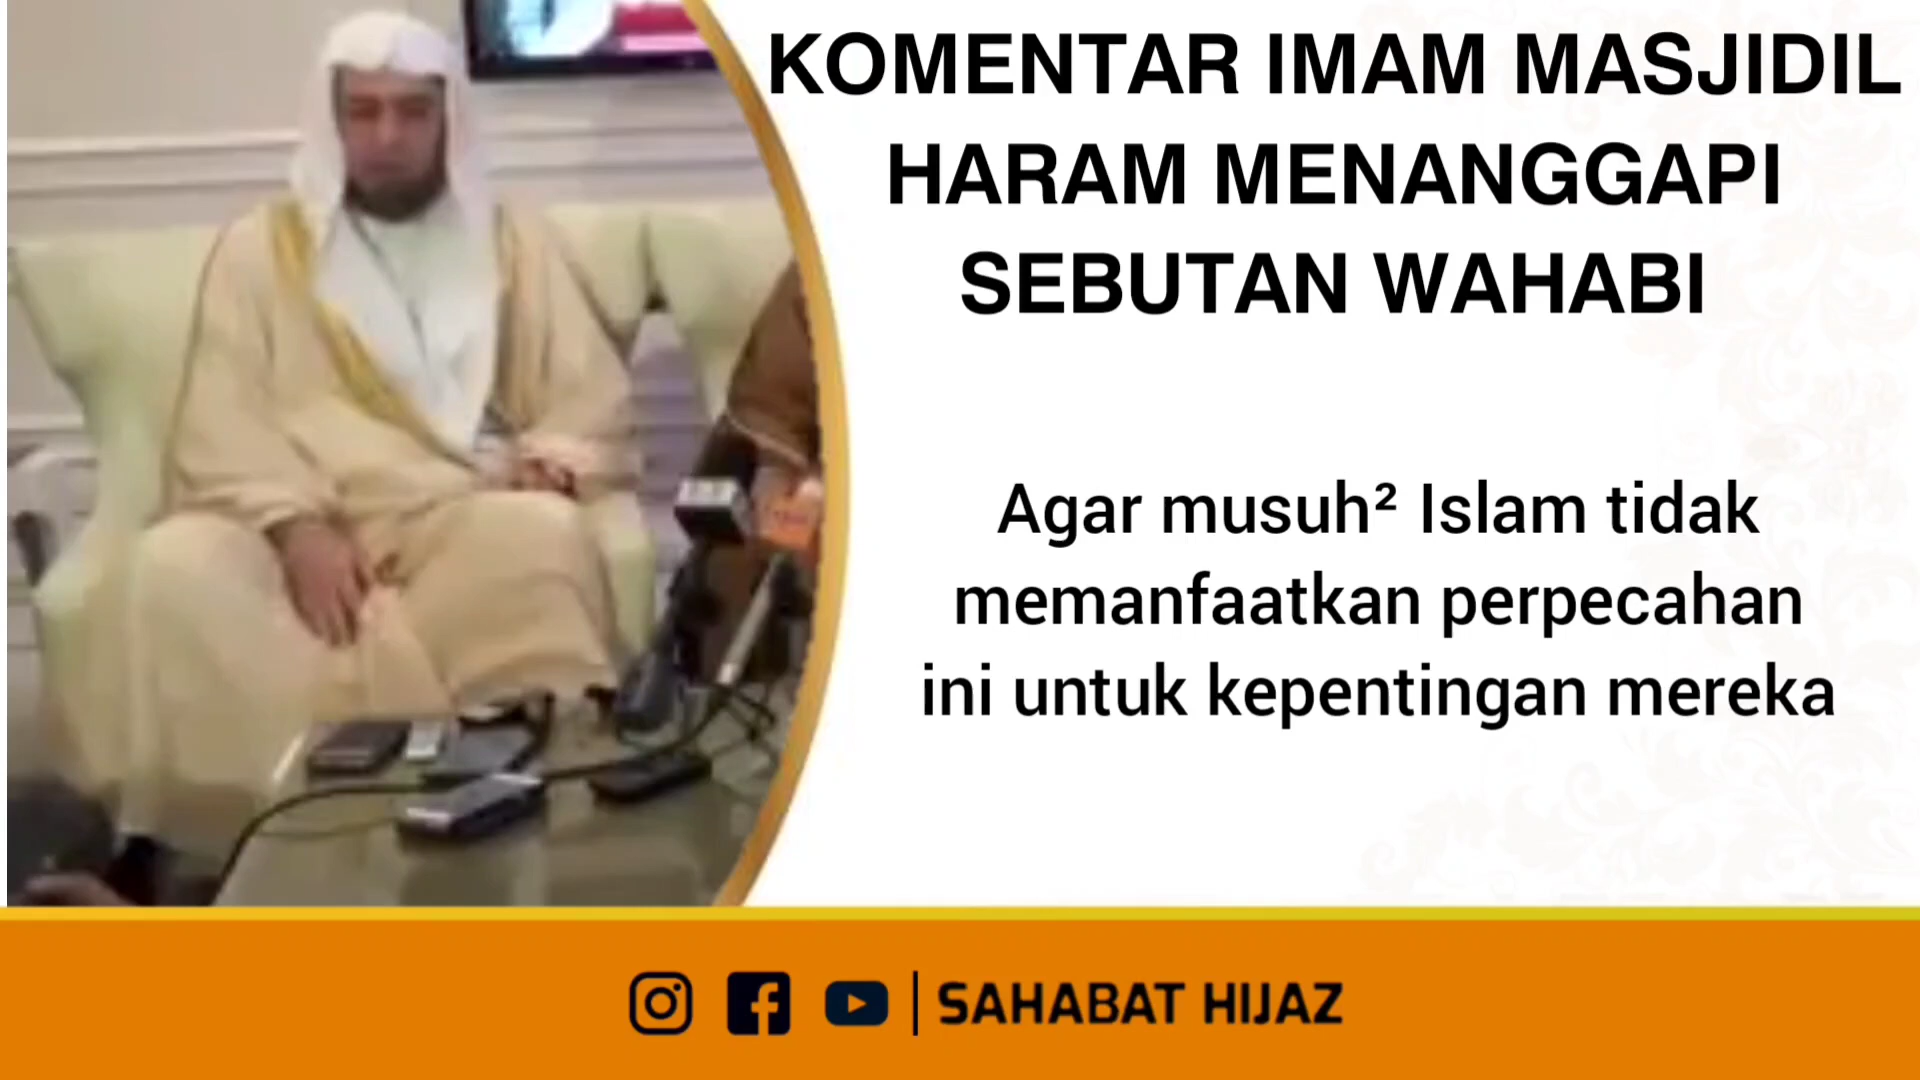 KOMENTAR IMAM MASJIDIL
HARAM MENANGGAPI
SEBUTAN WAHABI
Agar musuh² Islam tidak
memanfaatkan perpecahan
ini untuk kepentingan mereka
SAHABAT HIJAZ